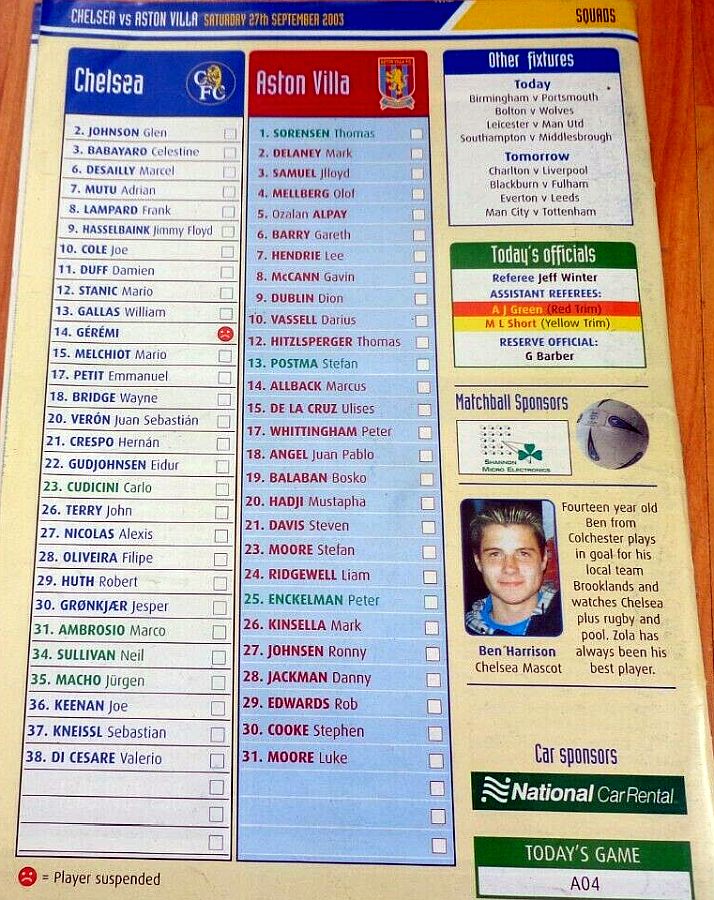 CHELSEA vs ASTON VILLA SATURDAY 27th SEPTEMBER 2003
SQUADS
Chelsea
CFC
2. JOHNSON Glen
3. BABAYARO Celestine
6. DESAILLY Marcel
7. MUTU Adrian
8. LAMPARD Frank
9. HASSELBAINK Jimmy Floyd
10. COLE Joe
11. DUFF Damien
12. STANIC Mario
13. GALLAS William
14. GÉRÉMI
15. MELCHIOT Mario
17. PETIT Emmanuel
18. BRIDGE Wayne
20. VERÓN Juan Sebastián
21. CRESPO Hernán
22. GUDJOHNSEN Eidur
23. CUDICINI Carlo
26. TERRY John
27. NICOLAS Alexis
28. OLIVEIRA Filipe
29. HUTH Robert
30. GRØNKJÆR Jesper
31. AMBROSIO Marco
34. SULLIVAN Neil
35. MACHO Jürgen
36. KEENAN Joe
37. KNEISSL Sebastian
38. DI CESARE Valerio
= Player suspended
Aston Villa
1. SORENSEN Thomas
2. DELANEY Mark
3. SAMUEL Jlloyd
4. MELLBERG Olof
5. Ozalan ALPAY
6. BARRY Gareth
7. HENDRIE Lee
8. McCANN Gavin
9. DUBLIN Dion
10. VASSELL Darius
12. HITZLSPERGER Thomas
13. POSTMA Stefan
14. ALLBACK Marcus
15. DE LA CRUZ Ulises
17. WHITTINGHAM Peter
18. ANGEL Juan Pablo
19. BALABAN Bosko
20. HADJI Mustapha
21. DAVIS Steven
23. MOORE Stefan
24. RIDGEWELL Liam
25. ENCKELMAN Peter
26. KINSELLA Mark
27. JOHNSEN Ronny
28. JACKMAN Danny
29. EDWARDS Rob
30. COOKE Stephen
31. MOORE Luke
Other fixtures
Today
Birmingham v Portsmouth
Bolton v Wolves
Leicester v Man Utd
Southampton v Middlesbrough
Tomorrow
Charlton v Liverpool
Blackburn v Fulham
Everton v Leeds
Man City v Tottenham
Today's officials
Referee Jeff Winter
ASSISTANT REFEREES:
A J Green (Red Trim)
M L Short (Yellow Trim)
RESERVE OFFICIAL:
G Barber
Matchball Sponsors
SHANNON
MICRO ELECTRONICS
Fourteen year old
Ben from
Colchester plays
in goal for his
local team
Brooklands and
watches Chelsea
plus rugby and
pool. Zola has
always been his
best player.
Ben Harrison
Chelsea Mascot
Car sponsors
National Car Rental
TODAY'S GAME
A04